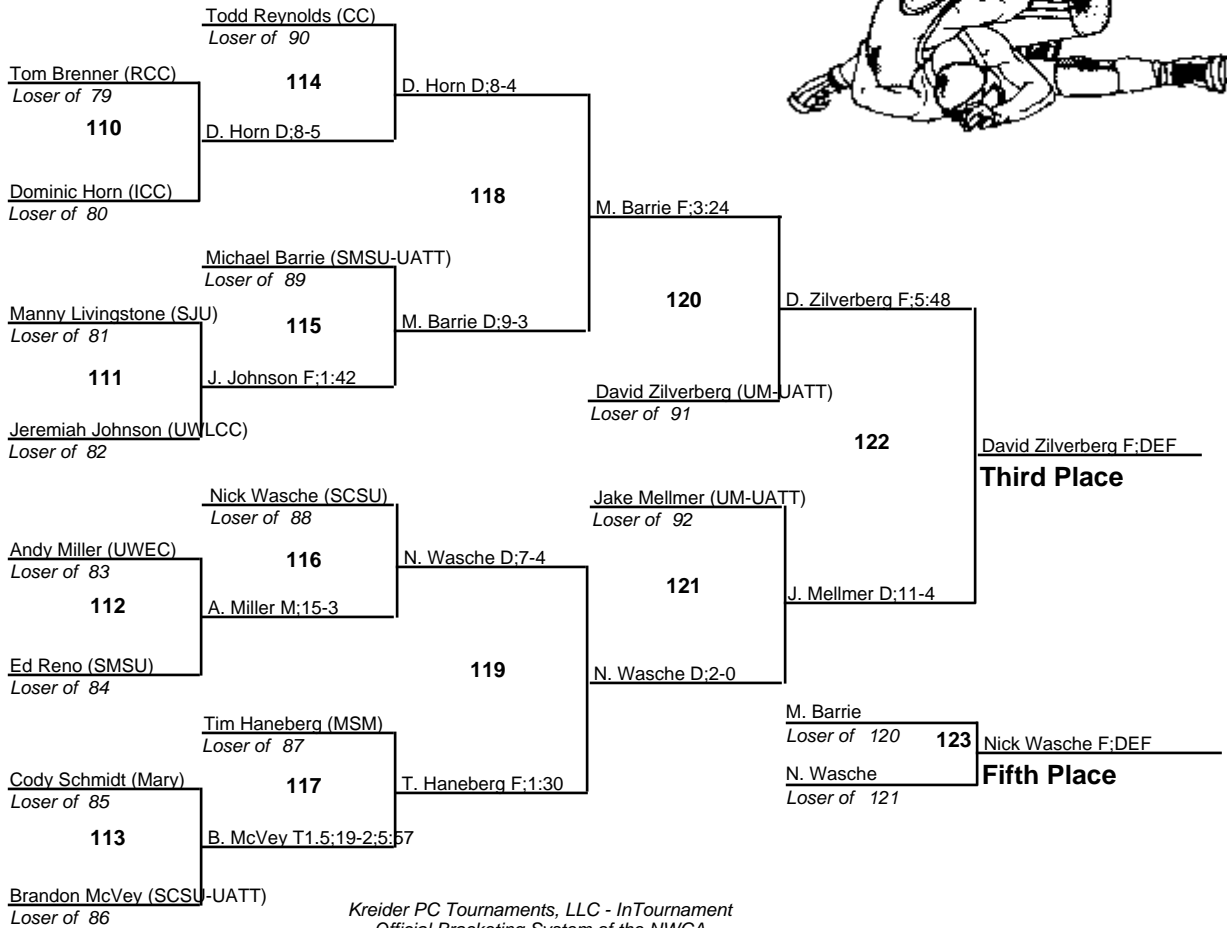 Todd Reynolds (CC)
Loser of 90
Tom Brenner (RCC)
Loser of 79
114
D. Horn D;8-4
110
D. Horn D;8-5
Dominic Horn (ICC)
Loser of 80
118
M. Barrie F;3:24
Michael Barrie (SMSU-UATT)
Loser of 89
Manny Livingstone (SJU)
Loser of 81
115
M. Barrie D;9-3
120
D. Zilverberg F;5:48
111
J. Johnson F;1:42
David Zilverberg (UM-UATT)
Loser of 91
Jeremiah Johnson (UWLCC)
Loser of 82
122
David Zilverberg F;DEF
Third Place
Nick Wasche (SCSU)
Loser of 88
Jake Mellmer (UM-UATT)
Loser of 92
Andy Miller (UWEC)
Loser of 83
116
N. Wasche D;7-4
112
A. Miller M;15-3
121
J. Mellmer D;11-4
Ed Reno (SMSU)
Loser of 84
119
N. Wasche D;2-0
Tim Haneberg (MSM)
Loser of 87
M. Barrie
Loser of 120
123
Nick Wasche F;DEF
Fifth Place
N. Wasche
Loser of 121
Cody Schmidt (Mary)
Loser of 85
117
T. Haneberg F;1:30
113
B. McVey T1.5;19-2;5:57
Brandon McVey (SCSU-UATT)
Loser of 86
Kreider PC Tournaments, LLC - InTournament
Official Bracketing System of the NWCA